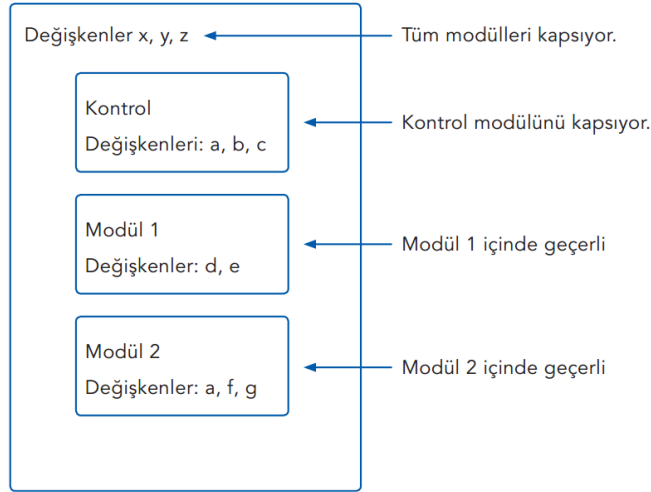 Değişkenler x, y, z
Tüm modülleri kapsıyor.
Kontrol
Değişkenleri: a, b, c
Kontrol modülünü kapsıyor.
Modül 1
Değişkenler: d, e
Modül 1 içinde geçerli
Modül 2
Değişkenler: a, f, g
Modül 2 içinde geçerli